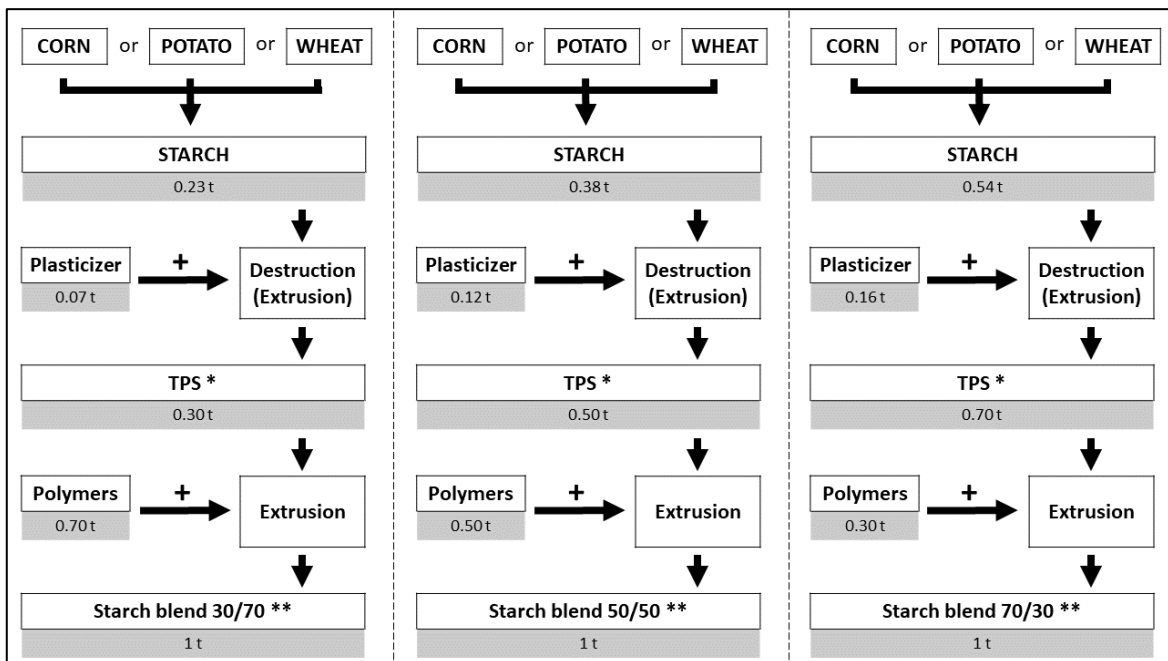 CORN or POTATO or WHEAT
STARCH
0.23 t
Plasticizer
0.07 t
+
Destruction
(Extrusion)
TPS *
0.30 t
Polymers
0.70 t
+
Extrusion
Starch blend 30/70 **
1 t
CORN or POTATO or WHEAT
STARCH
0.38 t
Plasticizer
0.12 t
+
Destruction
(Extrusion)
TPS *
0.50 t
Polymers
0.50 t
+
Extrusion
Starch blend 50/50 **
1 t
CORN or POTATO or WHEAT
STARCH
0.54 t
Plasticizer
0.16 t
+
Destruction
(Extrusion)
TPS *
0.70 t
Polymers
0.30 t
+
Extrusion
Starch blend 70/30 **
1 t